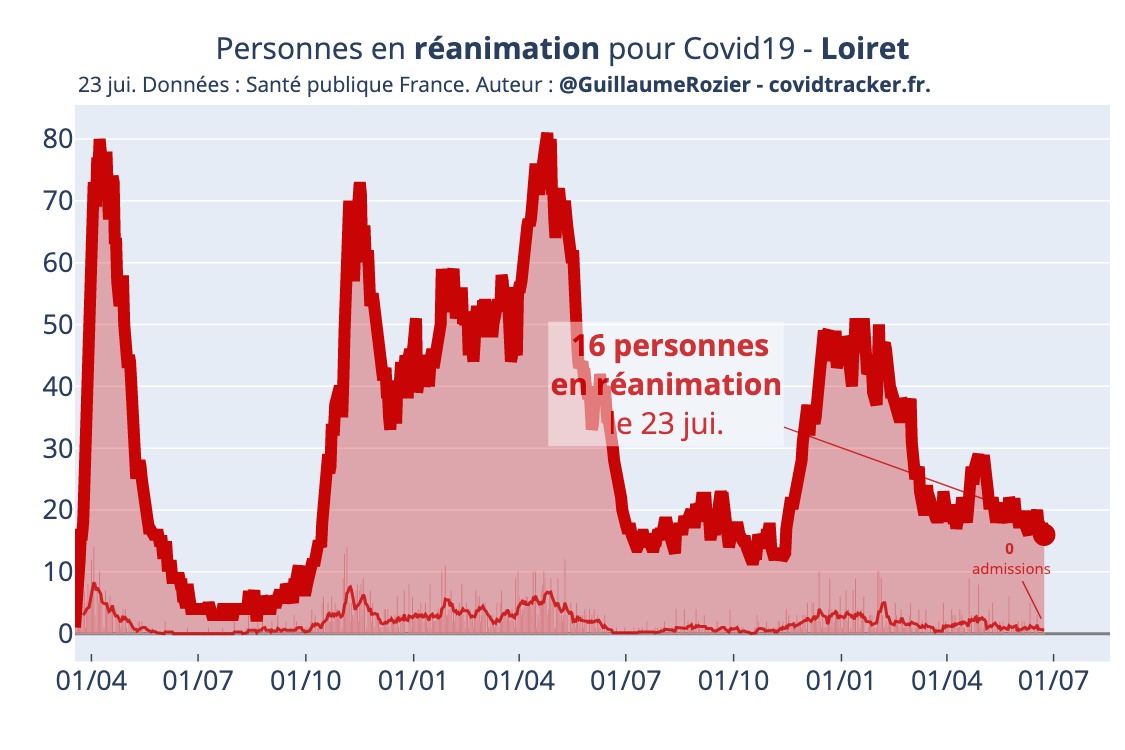 Personnes en réanimation pour Covid19 - Loiret
23 jui. Données : Santé publique France. Auteur : @GuillaumeRozier - covidtracker.fr.
80
70
60
50
40
30
20
10
0
16 personnes
en réanimation
le 23 jui.
0
admissions
01/04 01/07 01/10 01/01 01/04 01/07 01/10 01/01 01/04 01/07